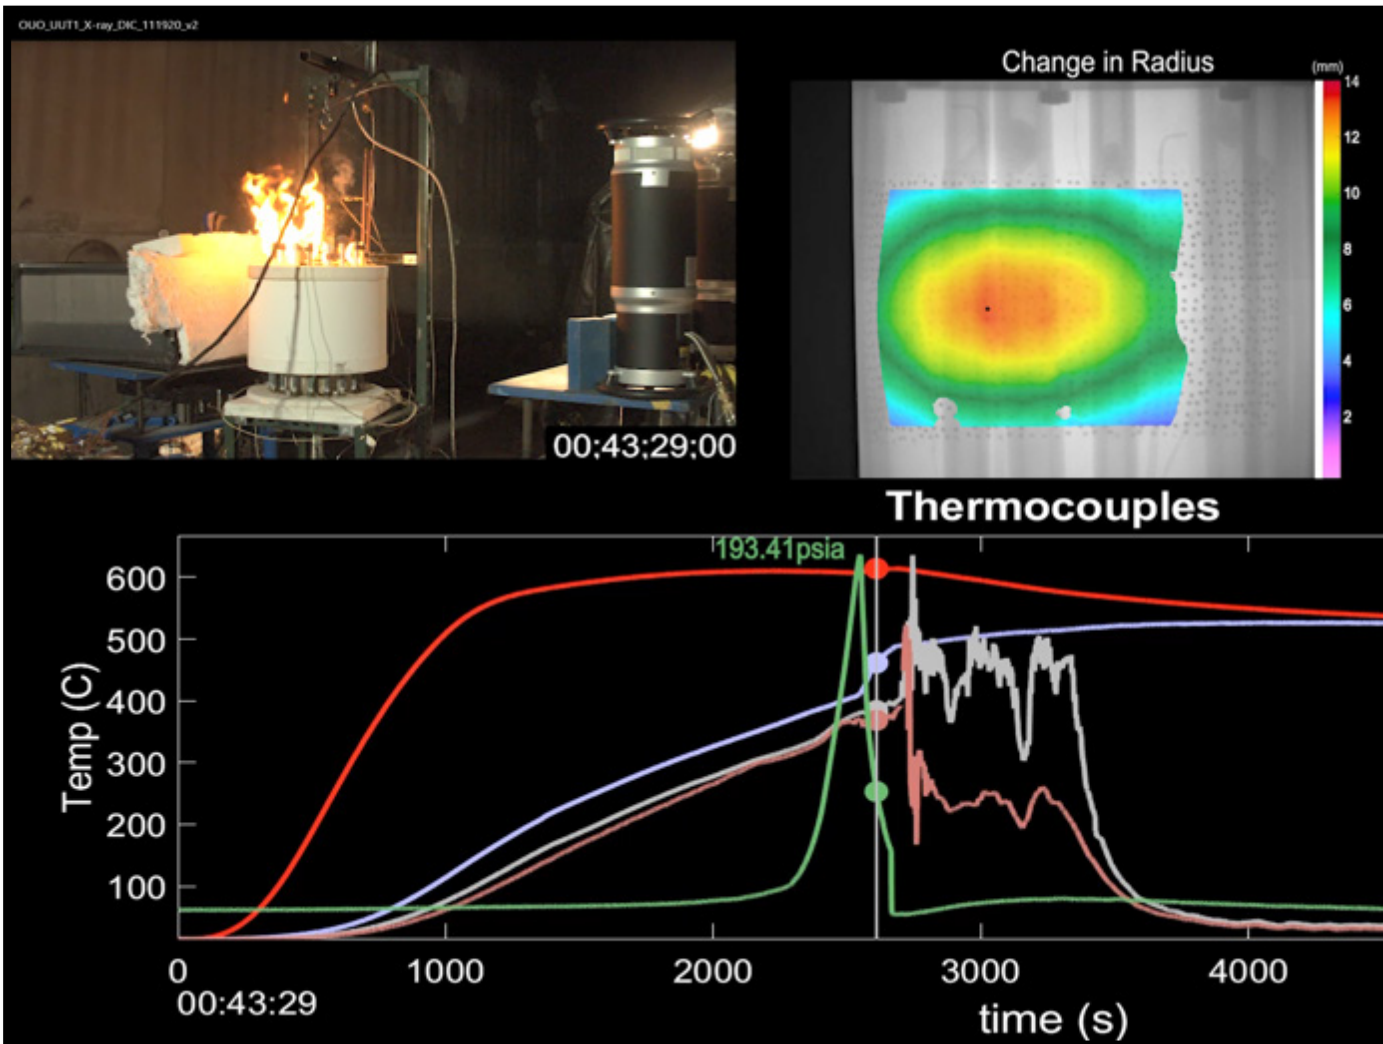 OUO_UUT1_X-ray_DIC_111920_v2
Change in Radius
(mm)
14
12
10
8
6
4
2
00:43;29;00
Thermocouples
193.41psia
600
500
400
300
200
100
Temp (C)
0
1000
2000
3000
4000
00:43:29
time (s)